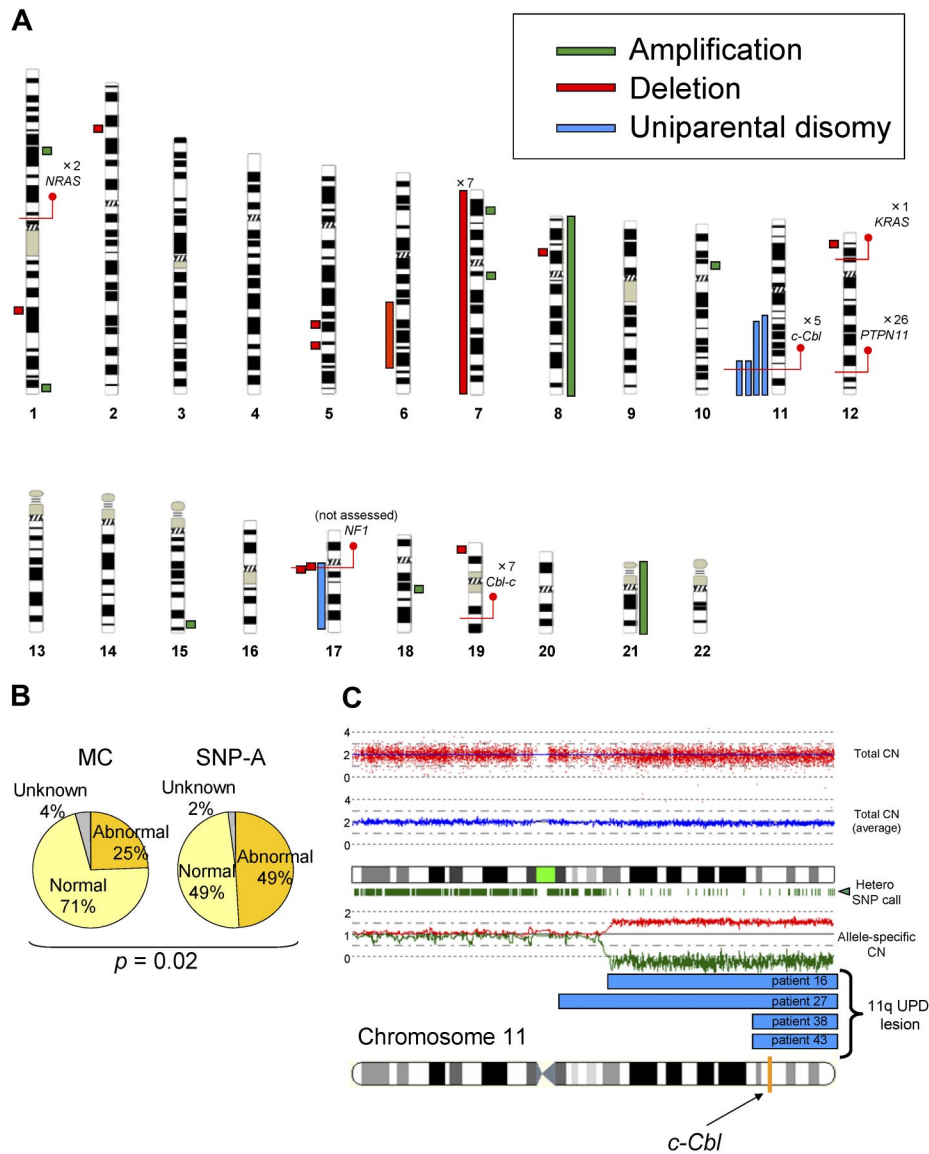 A
Amplification
Deletion
Uniparental disomy
×2
NRAS
×7
×1
KRAS
×5
c-Cbl
×26
PTPN11
1 2 3 4 5 6 7 8 9 10 11 12
(not assessed)
NF1
×7
Cbl-c
13 14 15 16 17 18 19 20 21 22
B
MC
SNP-A
Unknown
4%
Abnormal
25%
Normal
71%
Unknown
2%
Normal
49%
Abnormal
49%
p = 0.02
C
4
2
0
Total CN
4
2
0
Total CN
(average)
Hetero
SNP call
2
1
0
Allele-specific
CN
patient 16
patient 27
patient 38
patient 43
11q UPD
lesion
Chromosome 11
c-Cbl